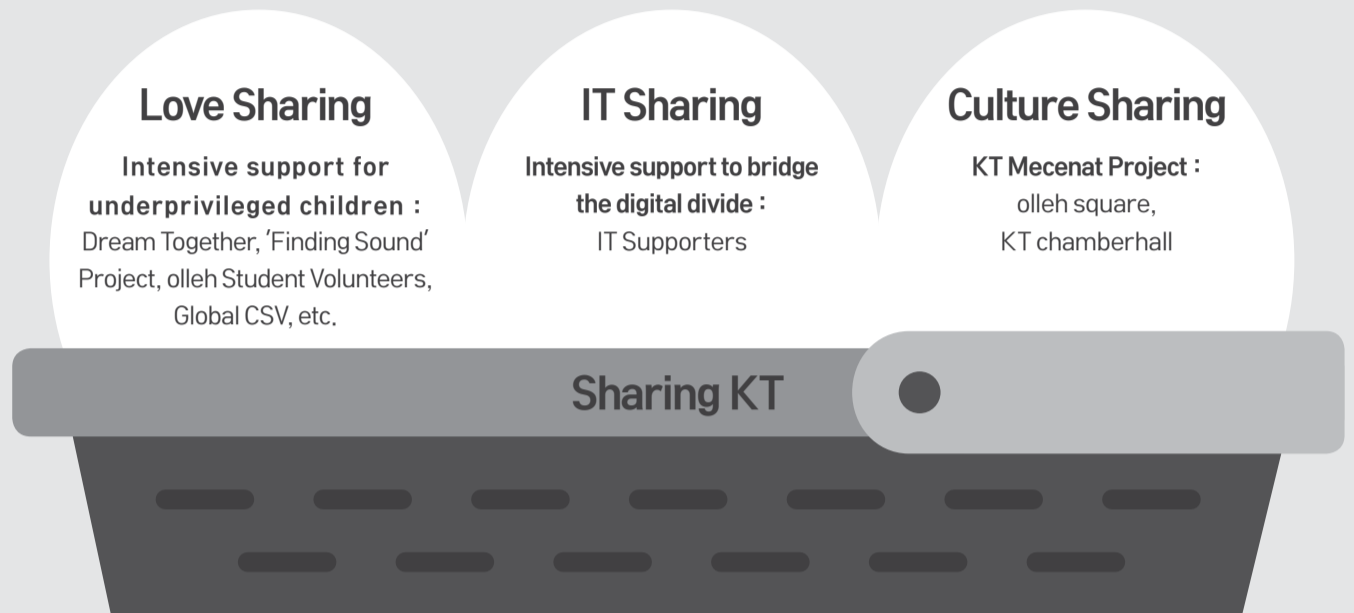 Love Sharing
Intensive support for
underprivileged children :
Dream Together, 'Finding Sound'
Project, olleh Student Volunteers,
Global CSV, etc.
IT Sharing
Intensive support to bridge
the digital divide :
IT Supporters
Culture Sharing
KT Mecenat Project :
olleh square,
KT chamberhall
Sharing KT